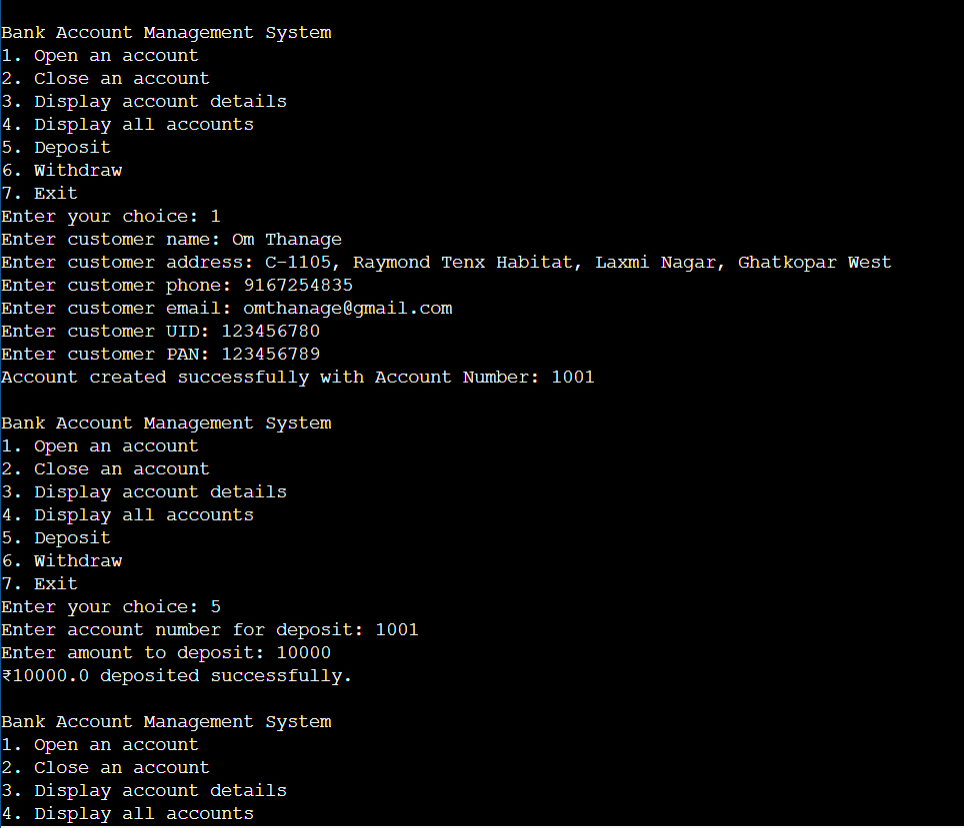 Bank Account Management System
1. Open an account
2. Close an account
3. Display account details
4. Display all accounts
5. Deposit
6. Withdraw
7. Exit
Enter your choice: 1
Enter customer name: Om Thanage
Enter customer address: C-1105, Raymond Tenx Habitat, Laxmi Nagar, Ghatkopar West
Enter customer phone: 9167254835
Enter customer email: omthanage@gmail.com
Enter customer UID: 123456780
Enter customer PAN: 123456789
Account created successfully with Account Number: 1001
Bank Account Management System
1. Open an account
2. Close an account
3. Display account details
4. Display all accounts
5. Deposit
6. Withdraw
7. Exit
Enter your choice: 5
Enter account number for deposit: 1001
Enter amount to deposit: 10000
₹10000.0 deposited successfully.
Bank Account Management System
1. Open an account
2. Close an account
3. Display account details
4. Display all accounts